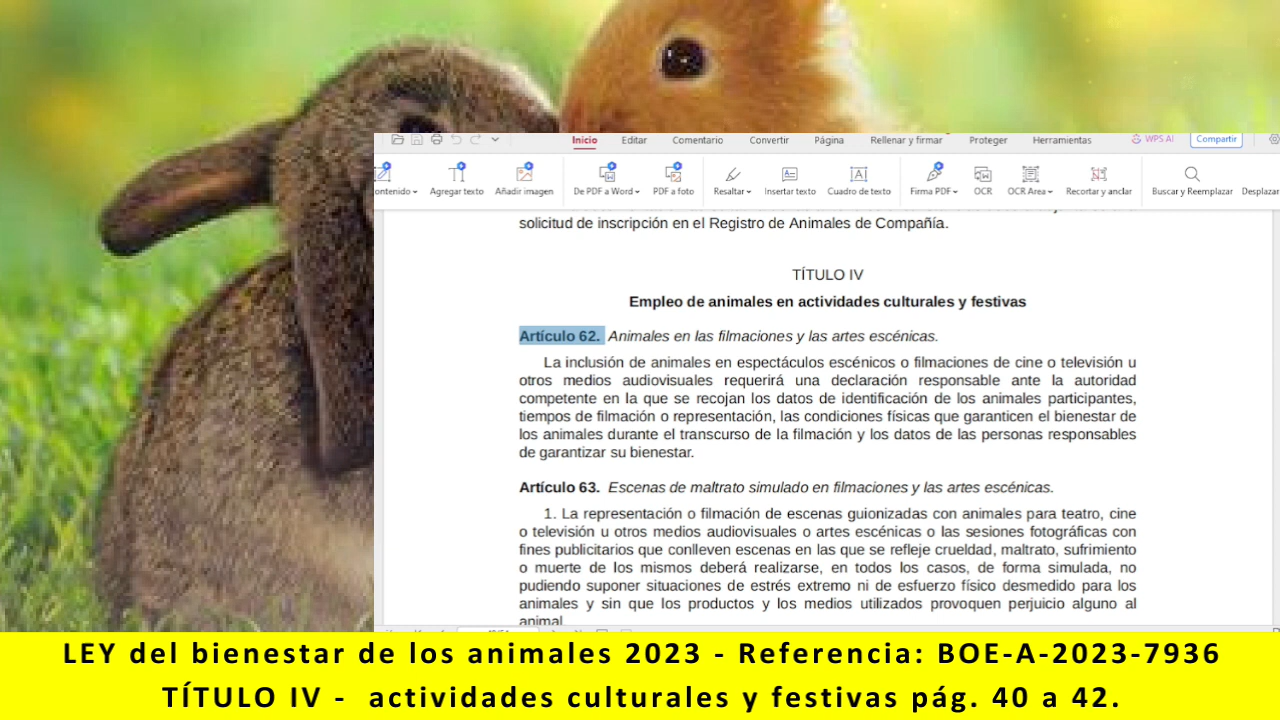 Inicio Editar Comentario Convertir Página Rellenar y firmar Proteger Herramientas WPS AI Compartir
ontenido Agregar texto Añadir imagen De PDF a Word PDF a foto Resaltar Insertar texto Cuadro de texto Firma PDF OCR OCR Area Recortar y anclar Buscar y Reemplazar Desplazar
solicitud de inscripción en el Registro de Animales de Compañía.
TÍTULO IV
Empleo de animales en actividades culturales y festivas
Artículo 62. Animales en las filmaciones y las artes escénicas.
La inclusión de animales en espectáculos escénicos o filmaciones de cine o televisión u
otros medios audiovisuales requerirá una declaración responsable ante la autoridad
competente en la que se recojan los datos de identificación de los animales participantes,
tiempos de filmación o representación, las condiciones físicas que garanticen el bienestar de
los animales durante el transcurso de la filmación y los datos de las personas responsables
de garantizar su bienestar.
Artículo 63. Escenas de maltrato simulado en filmaciones y las artes escénicas.
1. La representación o filmación de escenas guionizadas con animales para teatro, cine
o televisión u otros medios audiovisuales o artes escénicas o las sesiones fotográficas con
fines publicitarios que conlleven escenas en las que se refleje crueldad, maltrato, sufrimiento
o muerte de los mismos deberá realizarse, en todos los casos, de forma simulada, no
pudiendo suponer situaciones de estrés extremo ni de esfuerzo físico desmedido para los
animales y sin que los productos y los medios utilizados provoquen perjuicio alguno al
animal
LEY del bienestar de los animales 2023 - Referencia: BOE-A-2023-7936
TÍTULO IV - actividades culturales y festivas pág. 40 a 42.